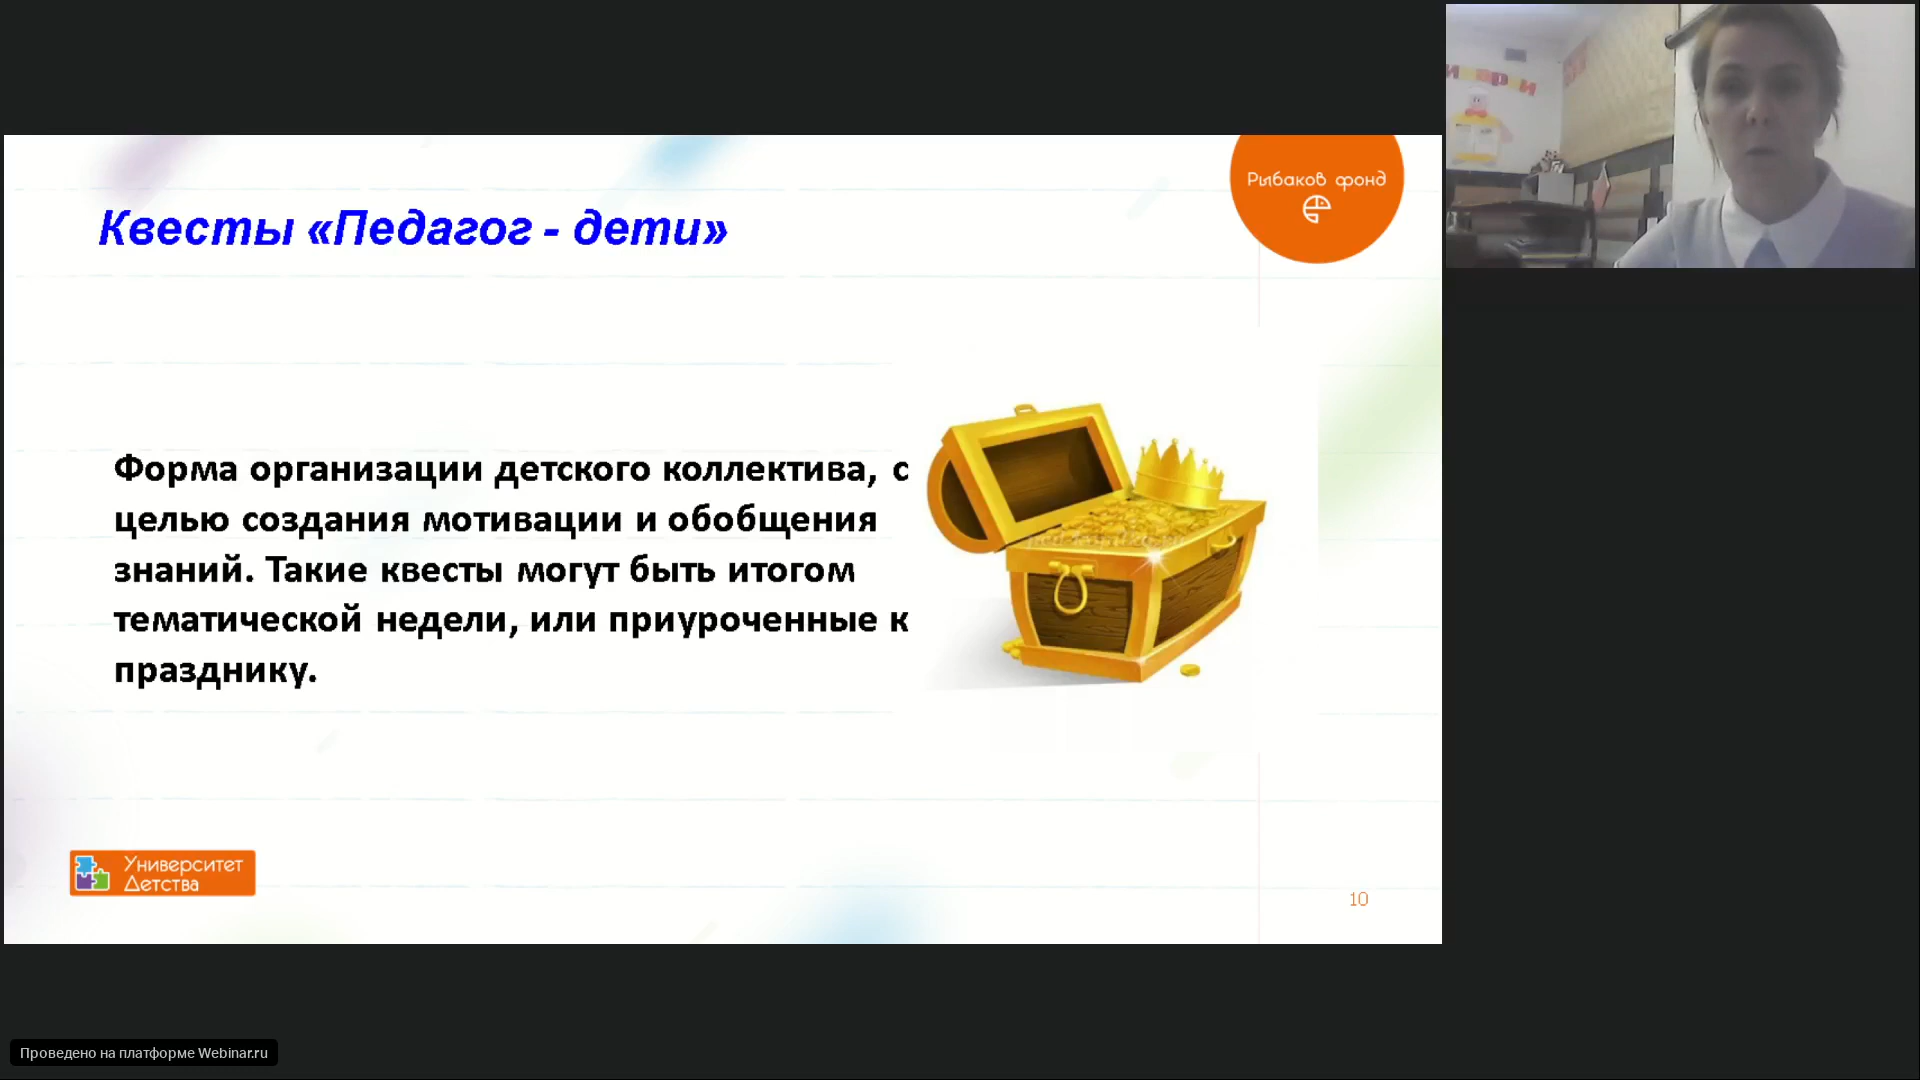 Рыбаков фонд
Квесты «Педагог - дети»
Форма организации детского коллектива, с
целью создания мотивации и обобщения
знаний. Такие квесты могут быть итогом
тематической недели, или приуроченные к
празднику.
Университет
Детства
10
Проведено на платформе Webinar.ru